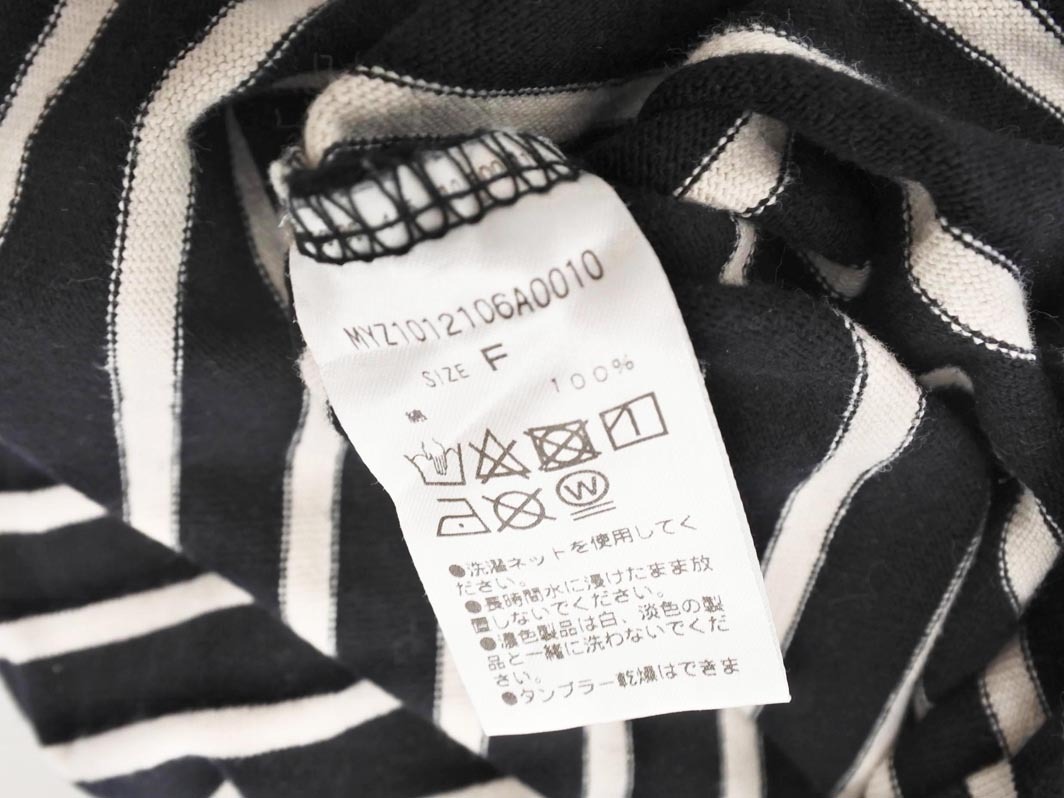 MYZ1012106A0010
SIZE F
綿 100%
●洗濯ネットを使用してく
ださい。
●長時間水に浸けたまま放
置しないでください。
●濃色製品は白、淡色の製
品と一緒に洗わないでくだ
さい。
●タンブラー乾燥はできま